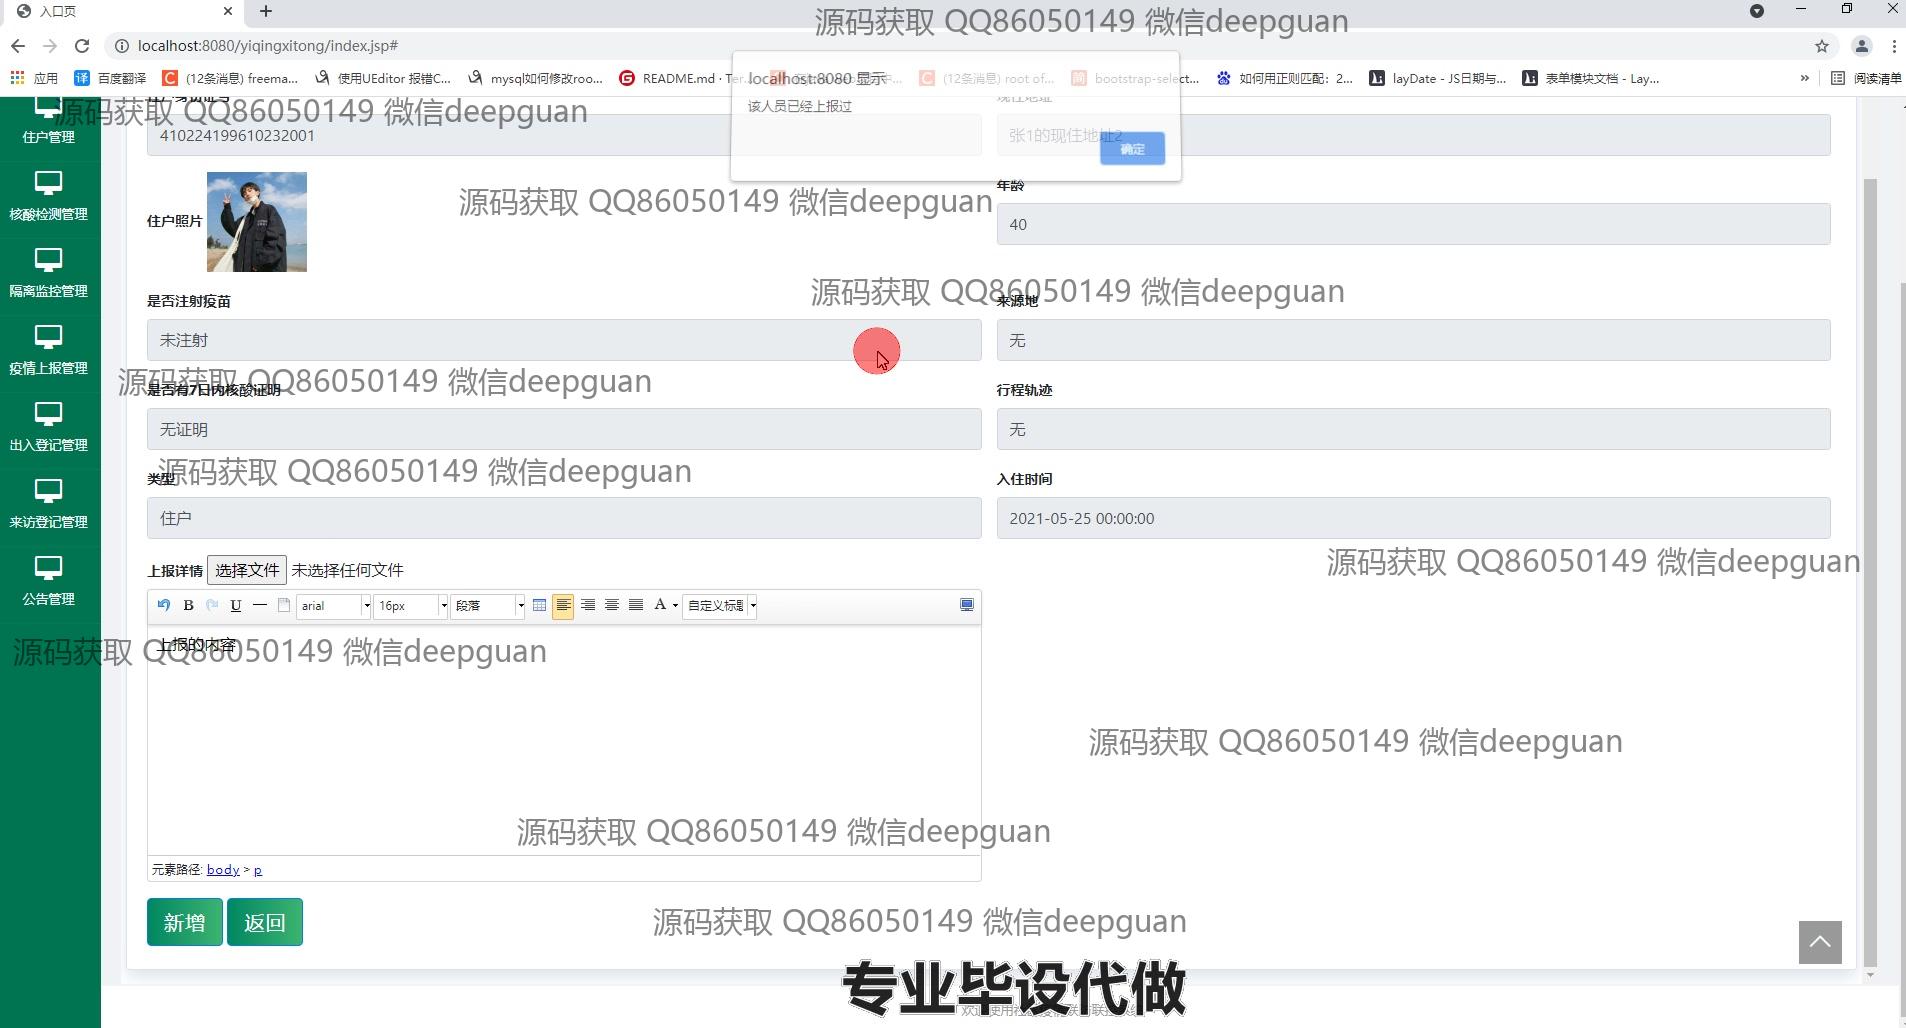 入口页
源码获取 QQ86050149 微信deepguan
localhost:8080/yiqingxitong/index.jsp#
应用 百度翻译 (12条消息) freema... 使用UEditor 报错C... mysql如何修改roo... README.md · Ter... (12条消息) root of... bootstrap-select... 如何用正则匹配：2... layDate - JS日期与... 表单模块文档 - Lay... » 阅读清单
localhost:8080 显示
该人员已经上报过
确定
源码获取 QQ86050149 微信deepguan
现住地址
住户管理
410224199610232001
张1的现住地址2
核酸检测管理
住户照片
年龄
源码获取 QQ86050149 微信deepguan
40
隔离监控管理
源码获取 QQ86050149 微信deepguan
是否注射疫苗
来源地
未注射
无
疫情上报管理
源码获取 QQ86050149 微信deepguan
是否有7日内核酸证明
行程轨迹
无证明
无
出入登记管理
源码获取 QQ86050149 微信deepguan
类型
入住时间
住户
2021-05-25 00:00:00
来访登记管理
源码获取 QQ86050149 微信deepguan
上报详情 选择文件 未选择任何文件
公告管理
B U arial 16px 段落 A 自定义标题
上报的内容
源码获取 QQ86050149 微信deepguan
源码获取 QQ86050149 微信deepguan
源码获取 QQ86050149 微信deepguan
元素路径: body > p
新增 返回
源码获取 QQ86050149 微信deepguan
专业毕设代做